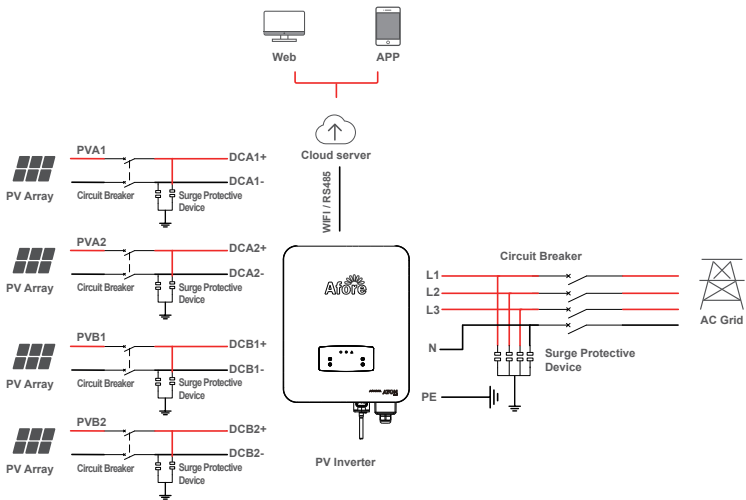 Web
APP
Cloud server
WIFI / RS485
PVA1
DCA1+
DCA1-
PV Array
Circuit Breaker
Surge Protective
Device
PVA2
DCA2+
DCA2-
PV Array
Circuit Breaker
Surge Protective
Device
PVB1
DCB1+
DCB1-
PV Array
Circuit Breaker
Surge Protective
Device
PVB2
DCB2+
DCB2-
PV Array
Circuit Breaker
Surge Protective
Device
Afore
PV Inverter
Circuit Breaker
L1
L2
L3
N
PE
Surge Protective
Device
AC Grid